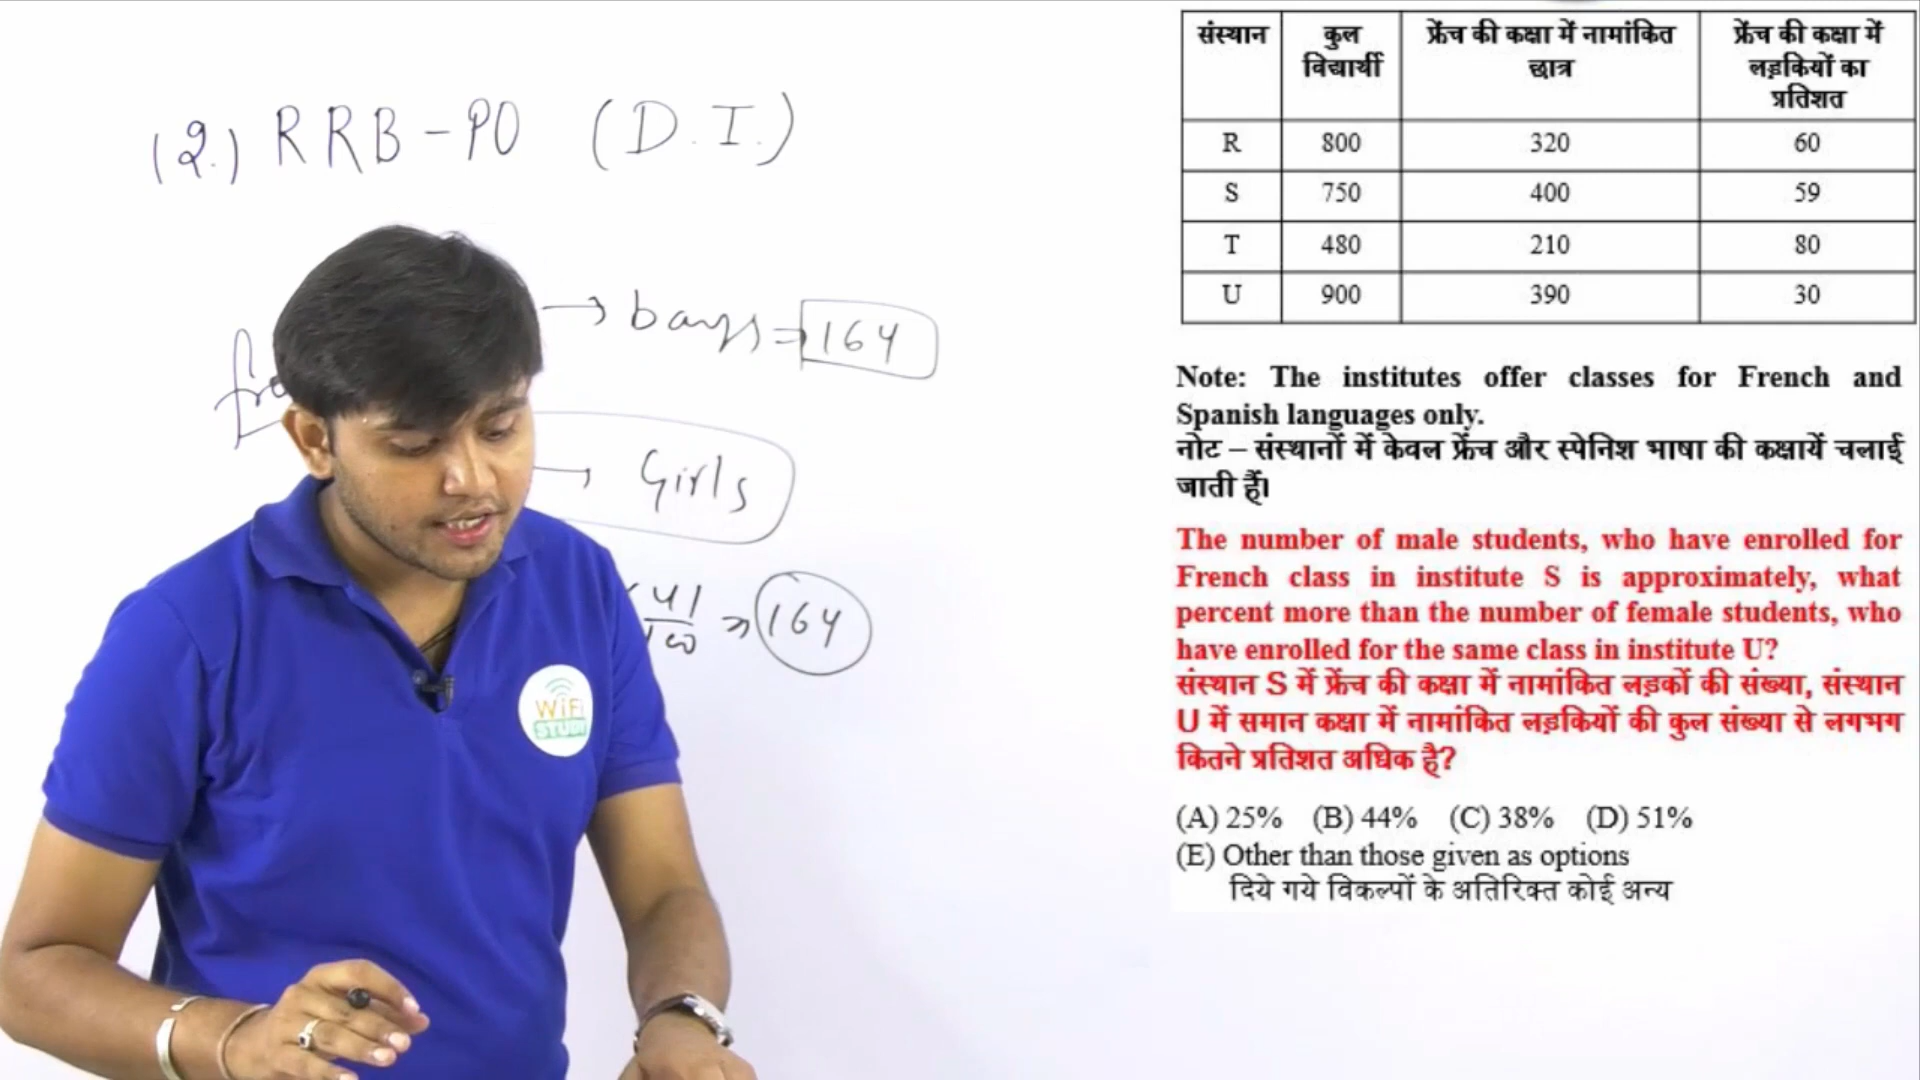 (2.) RRB-PO (D.I.)
→ boys = 164
→ Girls
41
100 ⇒ 164
WiFi
STUDY
संस्थान कुल विद्यार्थी फ्रेंच की कक्षा में नामांकित छात्र फ्रेंच की कक्षा में लड़कियों का प्रतिशत
R 800 320 60
S 750 400 59
T 480 210 80
U 900 390 30
Note: The institutes offer classes for French and
Spanish languages only.
नोट – संस्थानों में केवल फ्रेंच और स्पेनिश भाषा की कक्षायें चलाई
जाती हैं।
The number of male students, who have enrolled for
French class in institute S is approximately, what
percent more than the number of female students, who
have enrolled for the same class in institute U?
संस्थान S में फ्रेंच की कक्षा में नामांकित लड़कों की संख्या, संस्थान
U में समान कक्षा में नामांकित लड़कियों की कुल संख्या से लगभग
कितने प्रतिशत अधिक है?
(A) 25% (B) 44% (C) 38% (D) 51%
(E) Other than those given as options
दिये गये विकल्पों के अतिरिक्त कोई अन्य